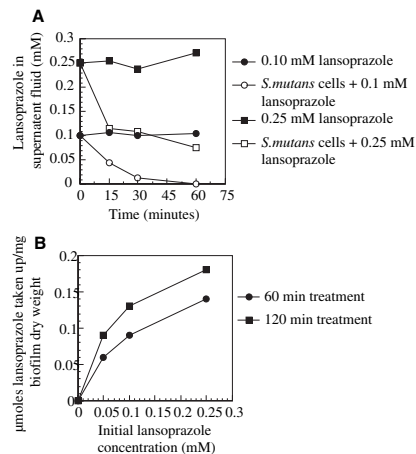 A
Lansoprazole in
supernatent fluid (mM)
0.3
0.25
0.2
0.15
0.1
0.05
0
0 15 30 45 60 75
Time (minutes)
0.10 mM lansoprazole
S.mutans cells + 0.1 mM
lansoprazole
0.25 mM lansoprazole
S.mutans cells + 0.25 mM
lansoprazole
B
μmoles lansoprazole taken up/mg
biofilm dry weight
0.2
0.15
0.1
0.05
0
0 0.05 0.1 0.15 0.2 0.25 0.3
Initial lansoprazole
concentration (mM)
60 min treatment
120 min treatment